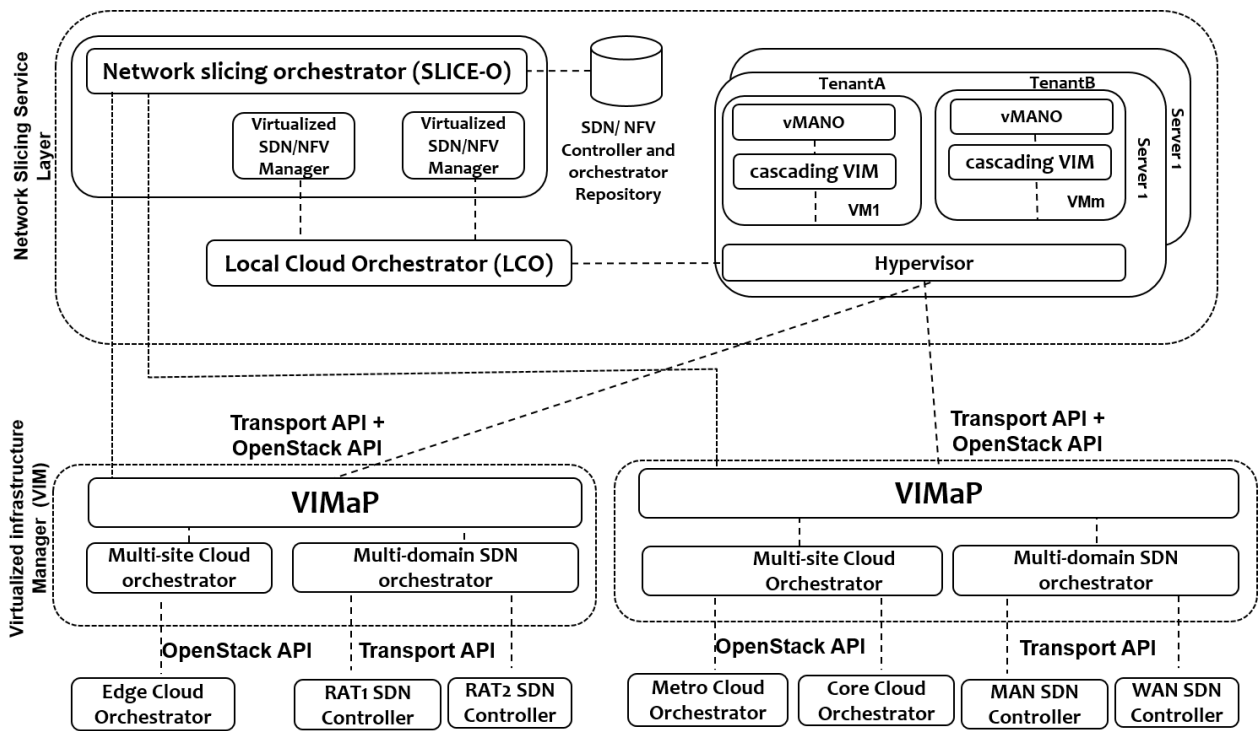 Network Slicing Service
Layer
Network slicing orchestrator (SLICE-O)
Virtualized
SDN/NFV
Manager
Virtualized
SDN/NFV
Manager
SDN/ NFV
Controller and
orchestrator
Repository
Local Cloud Orchestrator (LCO)
TenantA
vMANO
cascading VIM
VM1
TenantB
vMANO
cascading VIM
VMm
Server 1
Server 1
Hypervisor
Transport API +
OpenStack API
Transport API +
OpenStack API
Virtualized infrastructure
Manager (VIM)
VIMaP
Multi-site Cloud
orchestrator
Multi-domain SDN
orchestrator
VIMaP
Multi-site Cloud
Orchestrator
Multi-domain SDN
orchestrator
OpenStack API
Transport API
OpenStack API
Transport API
Edge Cloud
Orchestrator
RAT1 SDN
Controller
RAT2 SDN
Controller
Metro Cloud
Orchestrator
Core Cloud
Orchestrator
MAN SDN
Controller
WAN SDN
Controller